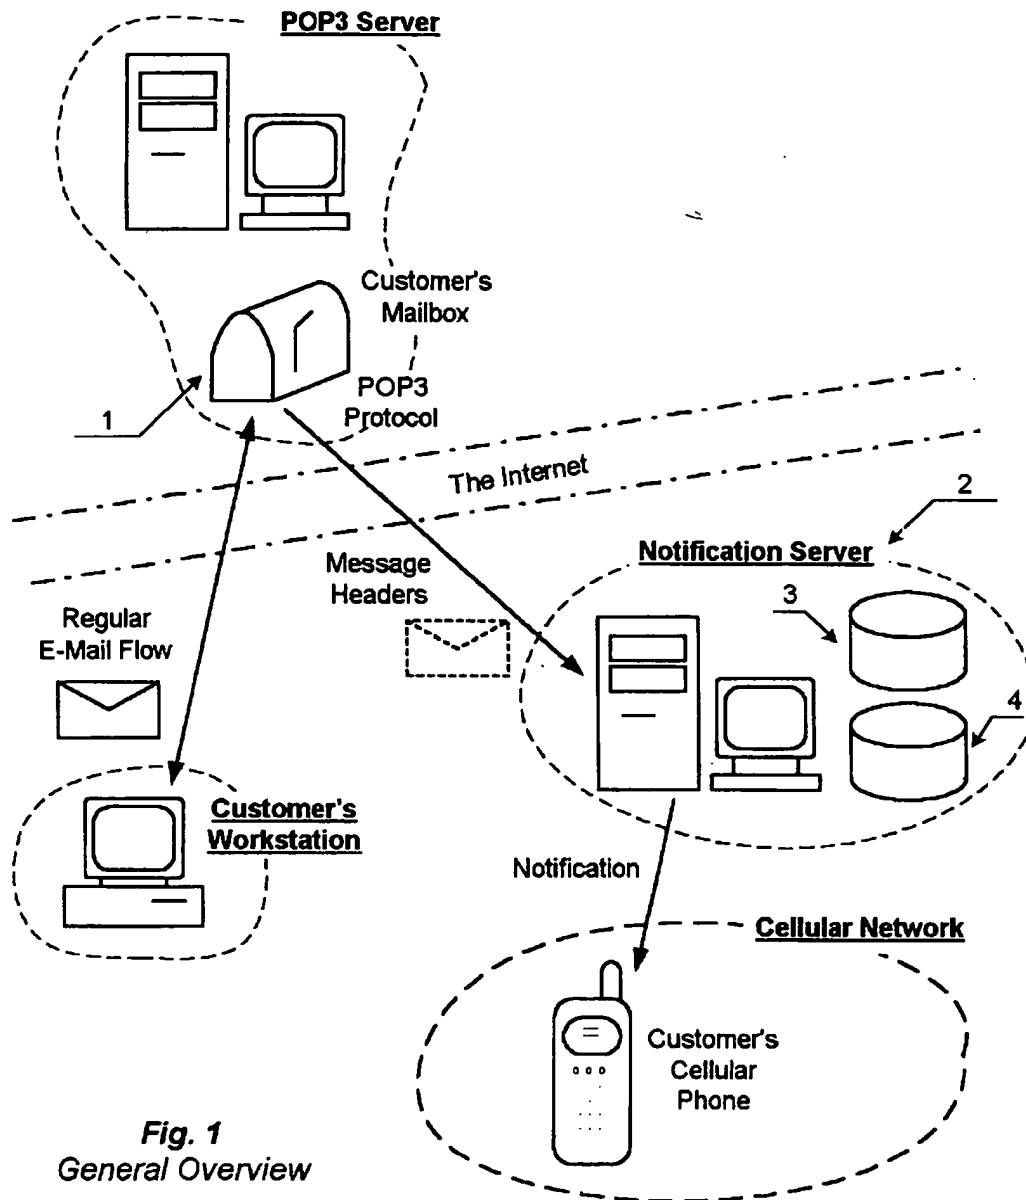 POP3 Server
Customer's
Mailbox
POP3
Protocol
1
The Internet
2
Notification Server
Message
Headers
3
Regular
E-Mail Flow
4
Customer's
Workstation
Notification
Cellular Network
Customer's
Cellular
Phone
Fig. 1
General Overview